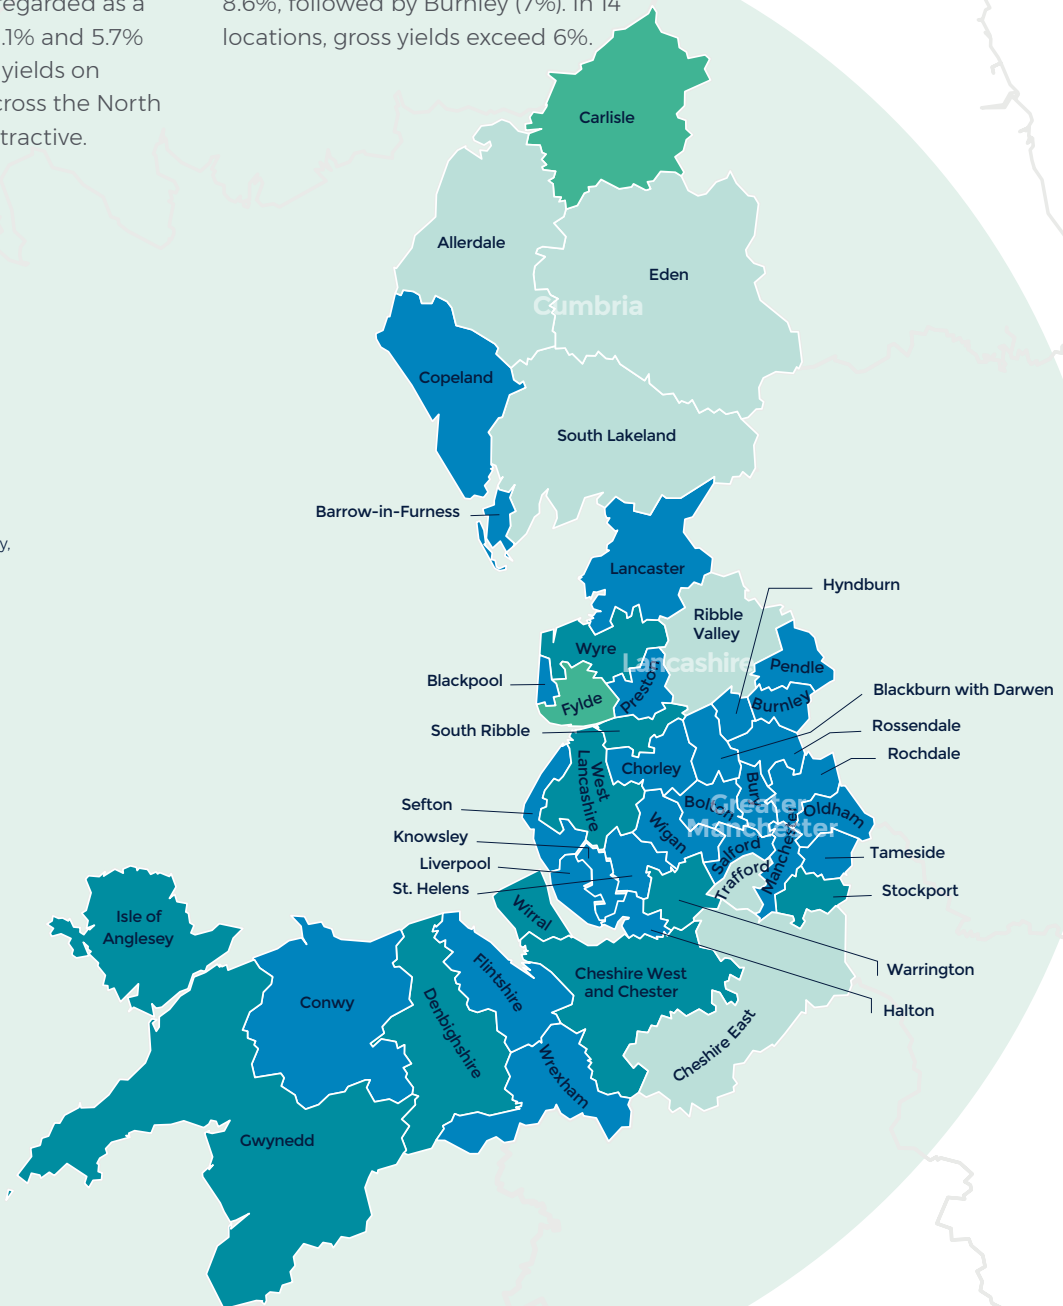 regarded as a
.1% and 5.7%
yields on
cross the North
tractive.
8.6%, followed by Burnley (7%). In 14
locations, gross yields exceed 6%.
Carlisle
Allerdale
Eden
Cumbria
Copeland
South Lakeland
Barrow-in-Furness
y,
Lancaster
Hyndburn
Ribble
Valley
Wyre
Lancashire
Pendle
Blackpool
Preston
Fylde
Burnley
Blackburn with Darwen
South Ribble
Rossendale
Rochdale
Chorley
West
Lancashire
Bury
Bolton
Greater
Manchester
Oldham
Sefton
Wigan
Salford
Manchester
Knowsley
Tameside
Liverpool
Trafford
St. Helens
Stockport
Wirral
Isle of
Anglesey
Warrington
Flintshire
Cheshire West
and Chester
Conwy
Halton
Denbighshire
Cheshire East
Wrexham
Gwynedd